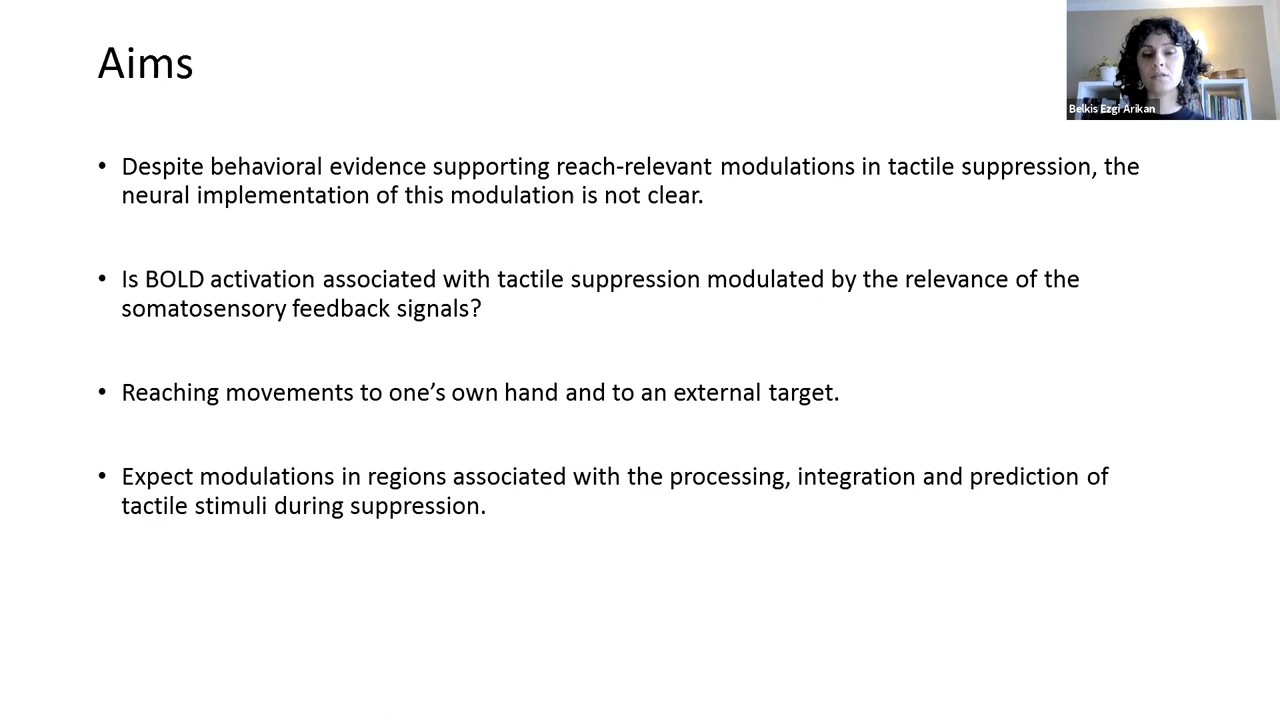 Aims
Belkis Ezgi Arikan
• Despite behavioral evidence supporting reach-relevant modulations in tactile suppression, the
neural implementation of this modulation is not clear.
• Is BOLD activation associated with tactile suppression modulated by the relevance of the
somatosensory feedback signals?
• Reaching movements to one’s own hand and to an external target.
• Expect modulations in regions associated with the processing, integration and prediction of
tactile stimuli during suppression.